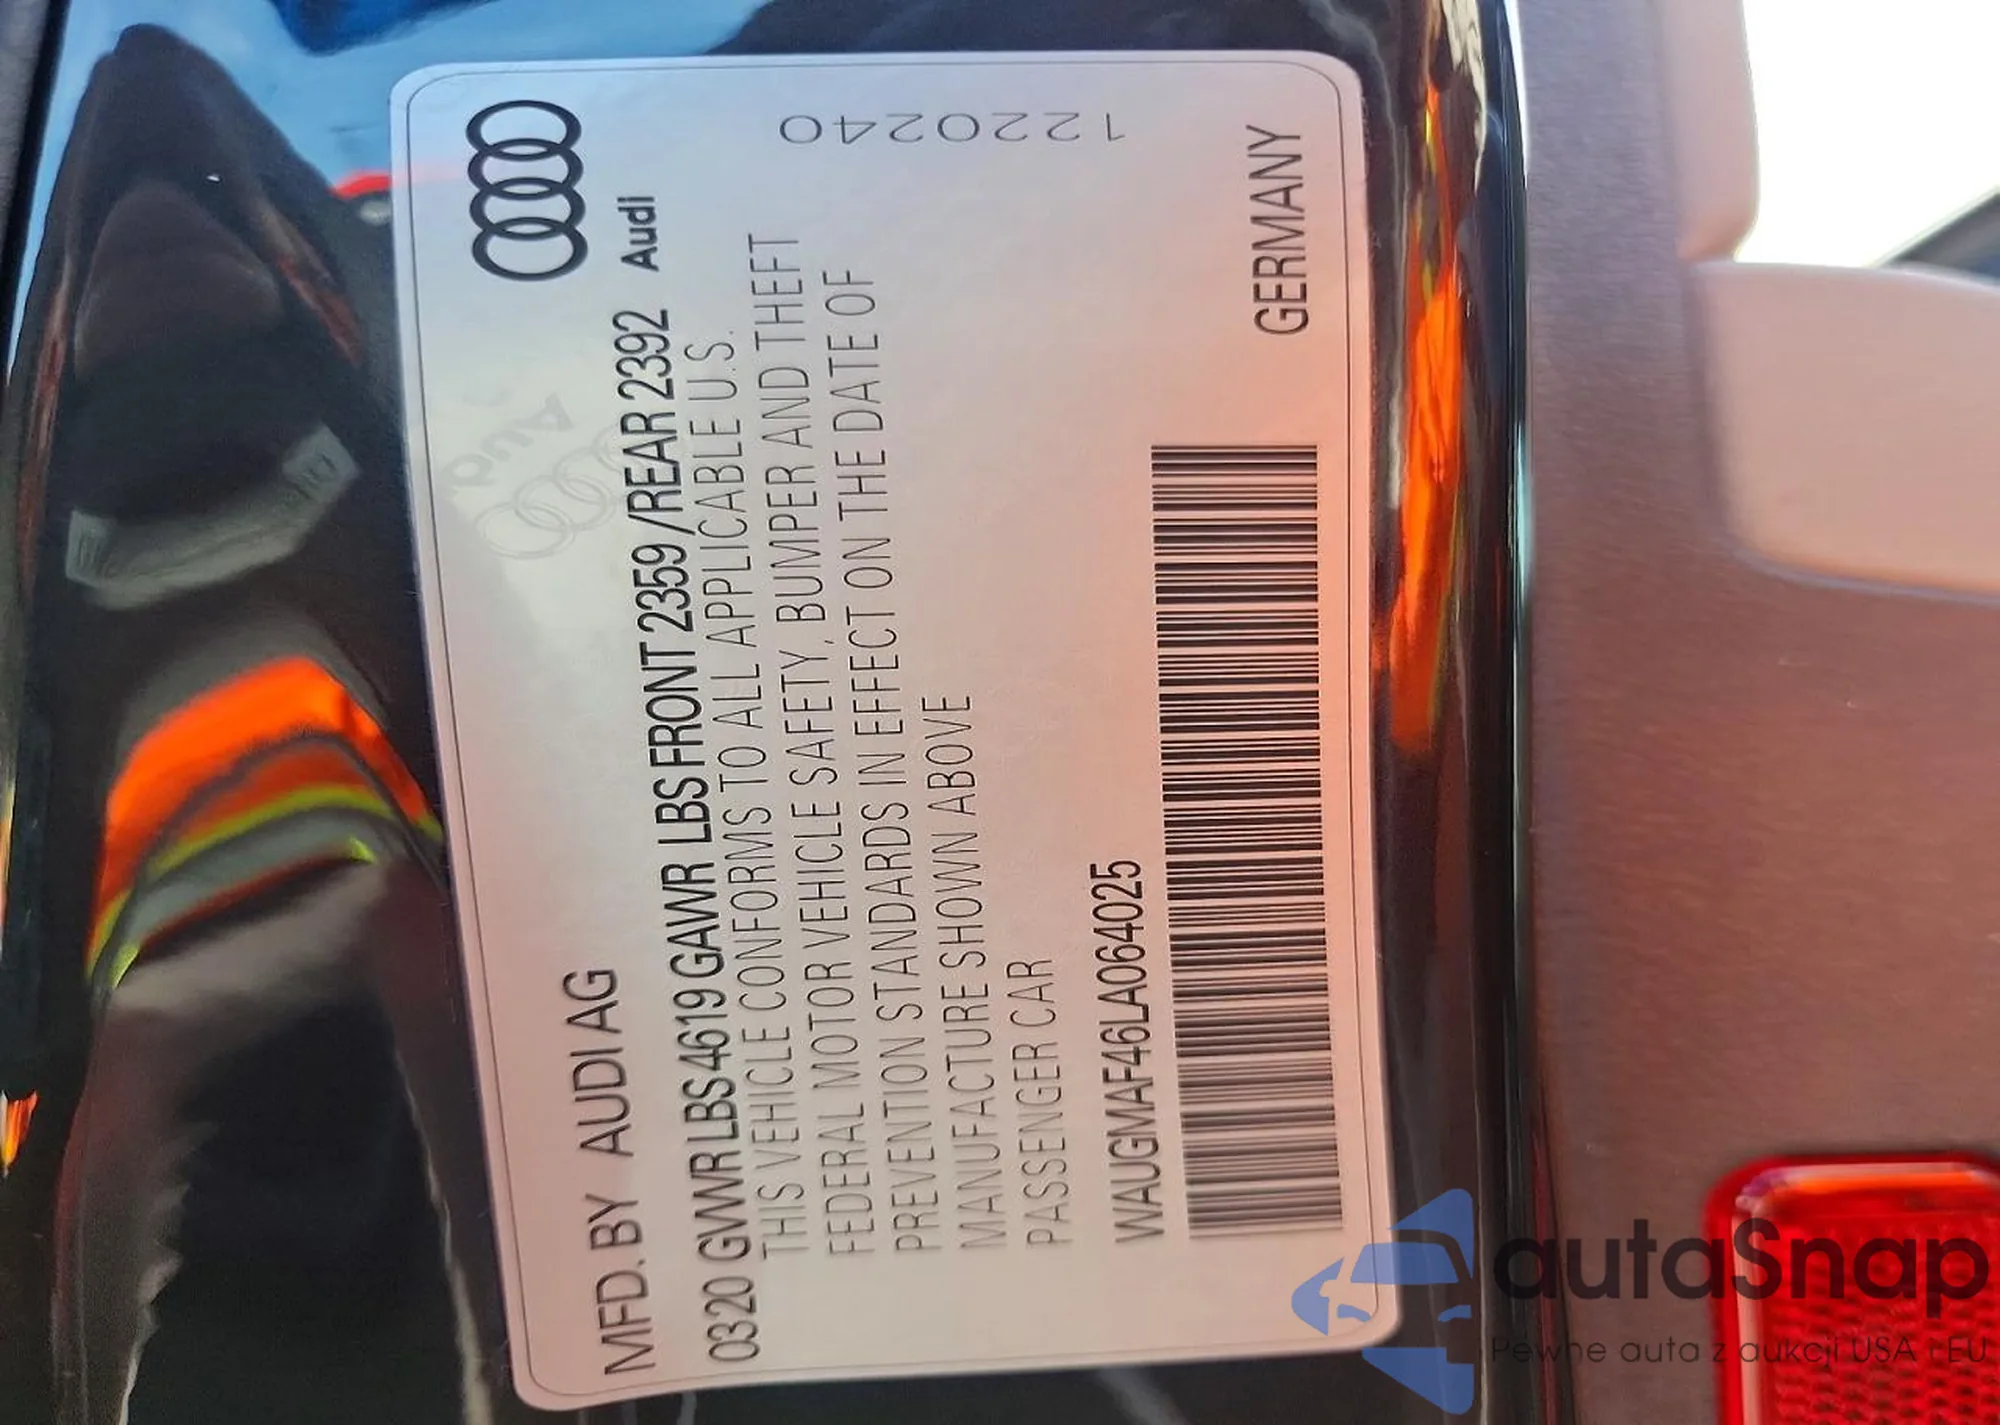 MFD. BY AUDI AG
0320 GWWR LBS 4619 GAWR LBS FRONT 2359 / REAR 2392
Audi
THIS VEHICLE CONFORMS TO ALL APPLICABLE U.S.
FEDERAL MOTOR VEHICLE SAFETY, BUMPER AND THEFT
PREVENTION STANDARDS IN EFFECT ON THE DATE OF
MANUFACTURE SHOWN ABOVE
PASSENGER CAR
1220240
WAUGMAF46LA064025
GERMANY
Audi
autaSnap
Pewne auta z aukcji USA i EU